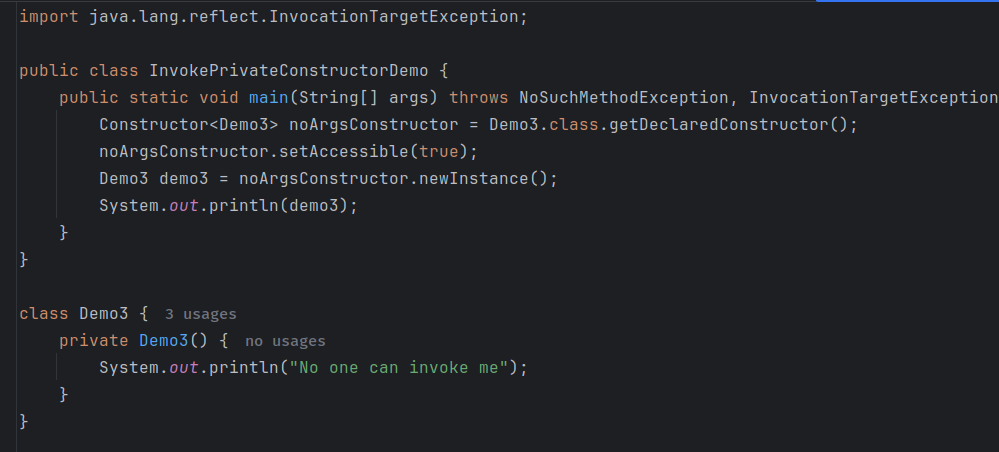 import java.lang.reflect.InvocationTargetException;
public class InvokePrivateConstructorDemo {
    public static void main(String[] args) throws NoSuchMethodException, InvocationTargetException
        Constructor<Demo3> noArgsConstructor = Demo3.class.getDeclaredConstructor();
        noArgsConstructor.setAccessible(true);
        Demo3 demo3 = noArgsConstructor.newInstance();
        System.out.println(demo3);
    }
}
class Demo3 { 3 usages
    private Demo3() { no usages
        System.out.println("No one can invoke me");
    }
}